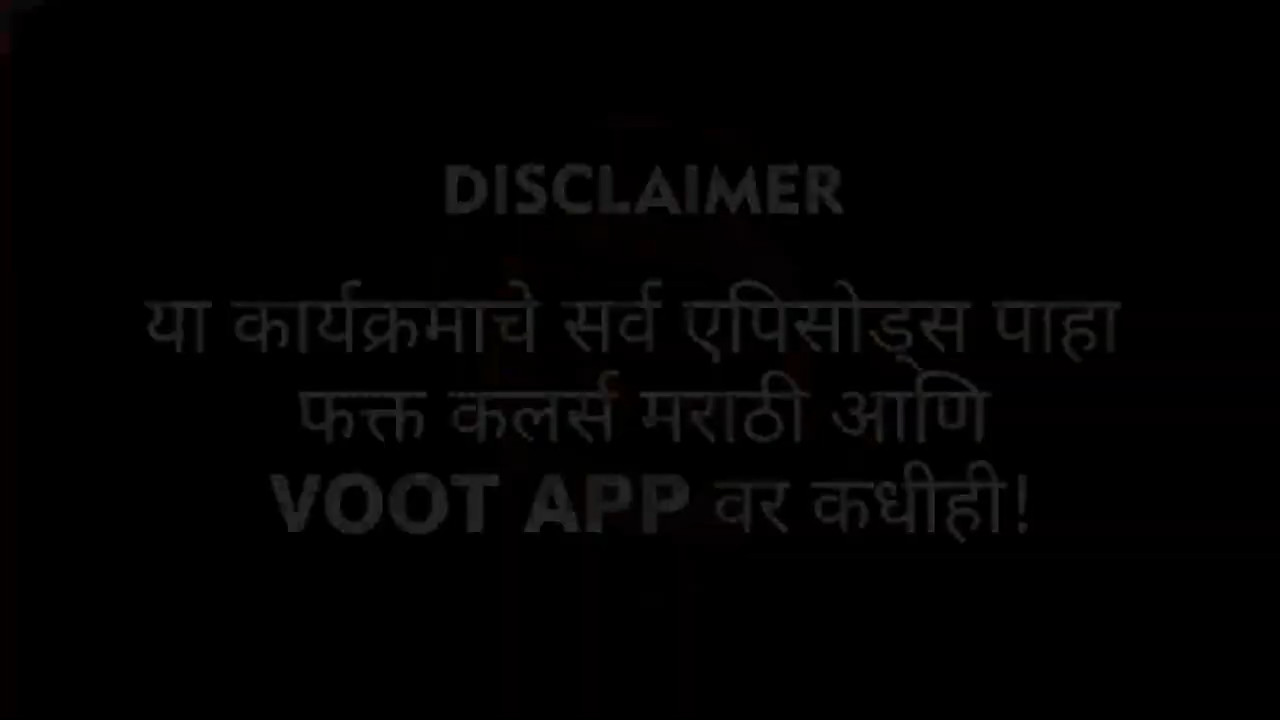 DISCLAIMER
या कार्यक्रमाचे सर्व एपिसोड्स पाहा
फक्त कलर्स मराठी आणि
VOOT APP वर कधीही!